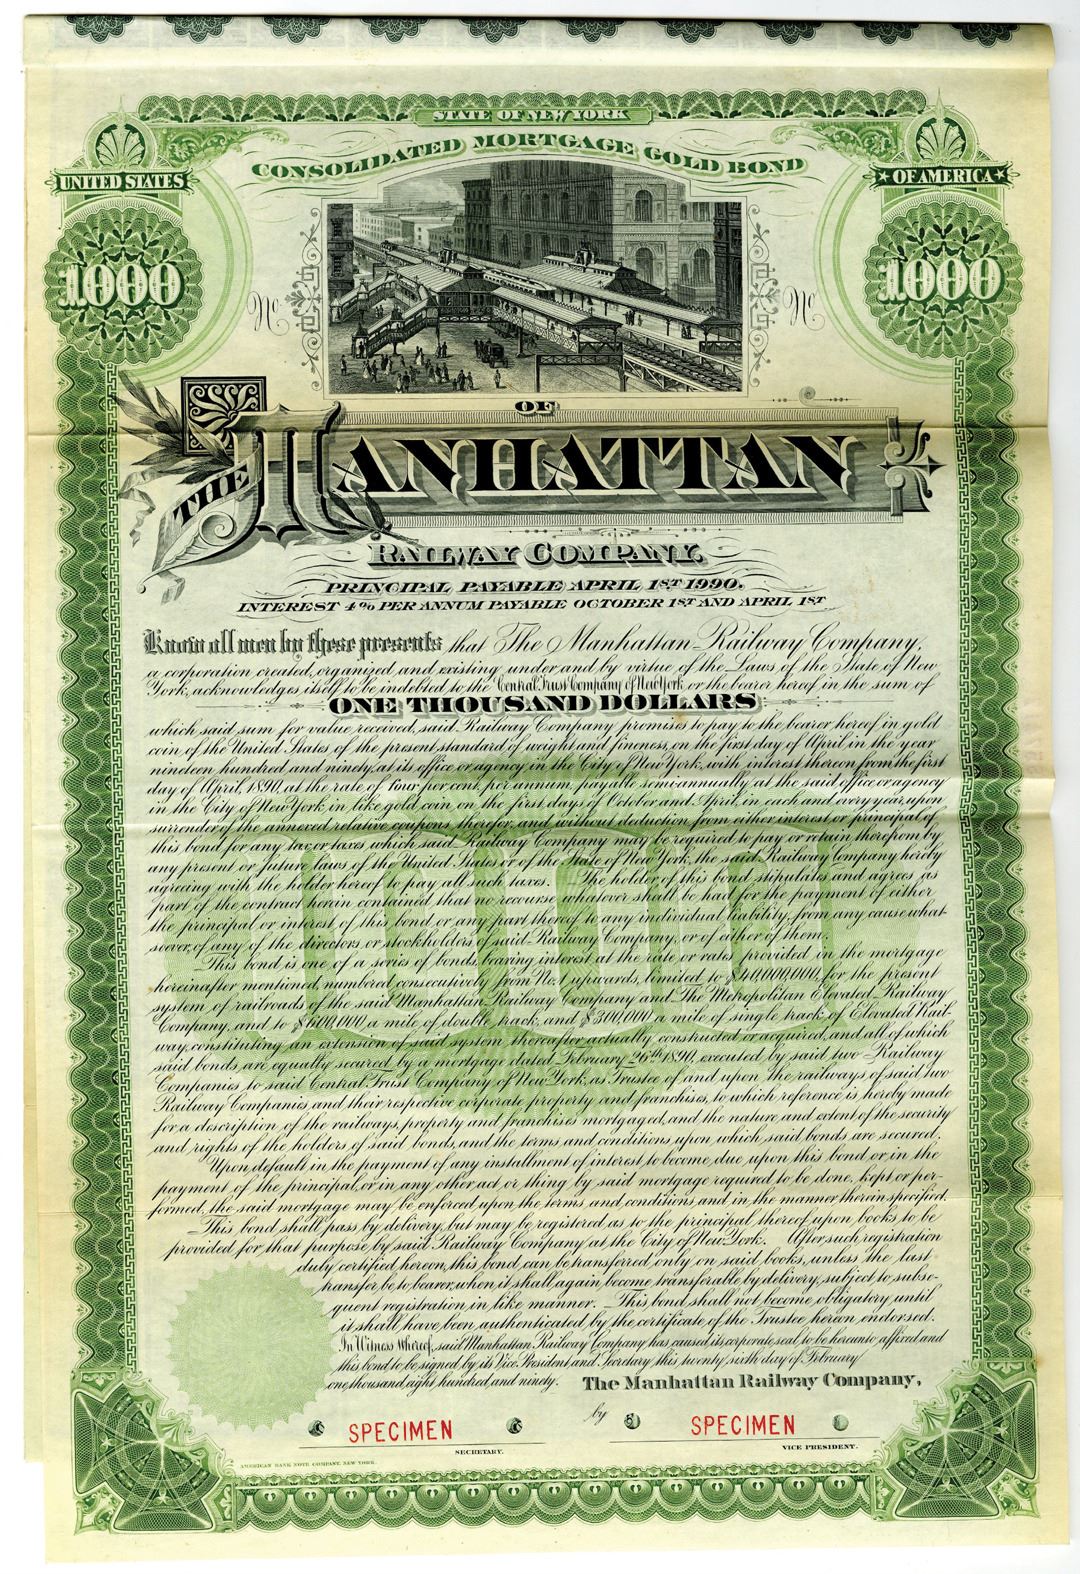 STATE OF NEW YORK
CONSOLIDATED MORTGAGE GOLD BOND
UNITED STATES
★ OF AMERICA ★
1000
1000
No
No
OF
THE MANHATTAN
RAILWAY COMPANY.
PRINCIPAL PAYABLE APRIL 1ST 1990.
INTEREST 4% PER ANNUM PAYABLE OCTOBER 1ST AND APRIL 1ST
Know all men by these presents that The Manhattan Railway Company,
a corporation created, organized, and existing under and by virtue of the Laws of the State of New
York, acknowledges itself to be indebted to the Central Trust Company of New York or the bearer hereof in the sum of
ONE THOUSAND DOLLARS
which said sum for value received, said Railway Company promises to pay to the bearer hereof in gold
coin of the United States of the present standard of weight and fineness, on the first day of April in the year
nineteen hundred and ninety, at its office or agency in the City of New York, with interest thereon from the first
day of April, 1890, at the rate of four per cent. per annum, payable semi-annually at the said office or agency
in the City of New York in like gold coin on the first days of October and April, in each and every year, upon
surrender of the annexed relative coupons therefor, and without deduction from either interest or principal of
this bond for any tax or taxes which said Railway Company may be required to pay or retain therefrom by
any present or future laws of the United States or of the State of New York, the said Railway Company hereby
agreeing with the holder hereof to pay all such taxes. The holder of this bond stipulates and agrees as
part of the contract herein contained that no recourse whatever shall be had for the payment of either
the principal or interest of this bond or any part thereof to any individual liability, from any cause what-
soever, of any of the directors or stockholders of said Railway Company, or of either of them.
This bond is one of a series of bonds, bearing interest at the rate or rates provided in the mortgage
hereinafter mentioned, numbered consecutively from No. 1 upwards, limited to $40,000,000, for the present
system of railroads of the said Manhattan Railway Company and The Metropolitan Elevated Railway
Company, and to $600,000 a mile of double track, and $300,000 a mile of single track of Elevated Rail-
way, constituting an extension of said system, thereafter actually constructed or acquired, and all of which
said bonds are equally secured by a mortgage dated February 26th 1890, executed by said two Railway
Companies to said Central Trust Company of New York, as Trustee of and upon the railways of said two
Railway Companies, and their respective corporate property and franchises, to which reference is hereby made
for a description of the railways, property and franchises mortgaged, and the nature and extent of the security
and rights of the holders of said bonds, and the terms and conditions upon which said bonds are secured.
Upon default in the payment of any installment of interest to become due upon this bond or in the
payment of the principal, or in any other act or thing by said mortgage required to be done, kept or per-
formed, the said mortgage may be enforced upon the terms and conditions and in the manner therein specified.
This bond shall pass by delivery, but may be registered as to the principal thereof upon books to be
provided for that purpose by said Railway Company at the City of New York. After such registration
duly certified hereon, this bond can be transferred only on said books, unless the last
transfer be to bearer, when it shall again become transferable by delivery, subject to subse-
quent registration in like manner. This bond shall not become obligatory until
it shall have been authenticated by the certificate of the Trustee hereon endorsed.
In Witness whereof, said Manhattan Railway Company has caused its corporate seal to be hereunto affixed and
this bond to be signed by its Vice President and Secretary this twenty sixth day of February
one thousand eight hundred and ninety. The Manhattan Railway Company,
SPECIMEN
by SPECIMEN
SECRETARY.
VICE PRESIDENT.
AMERICAN BANK NOTE COMPANY, NEW YORK.